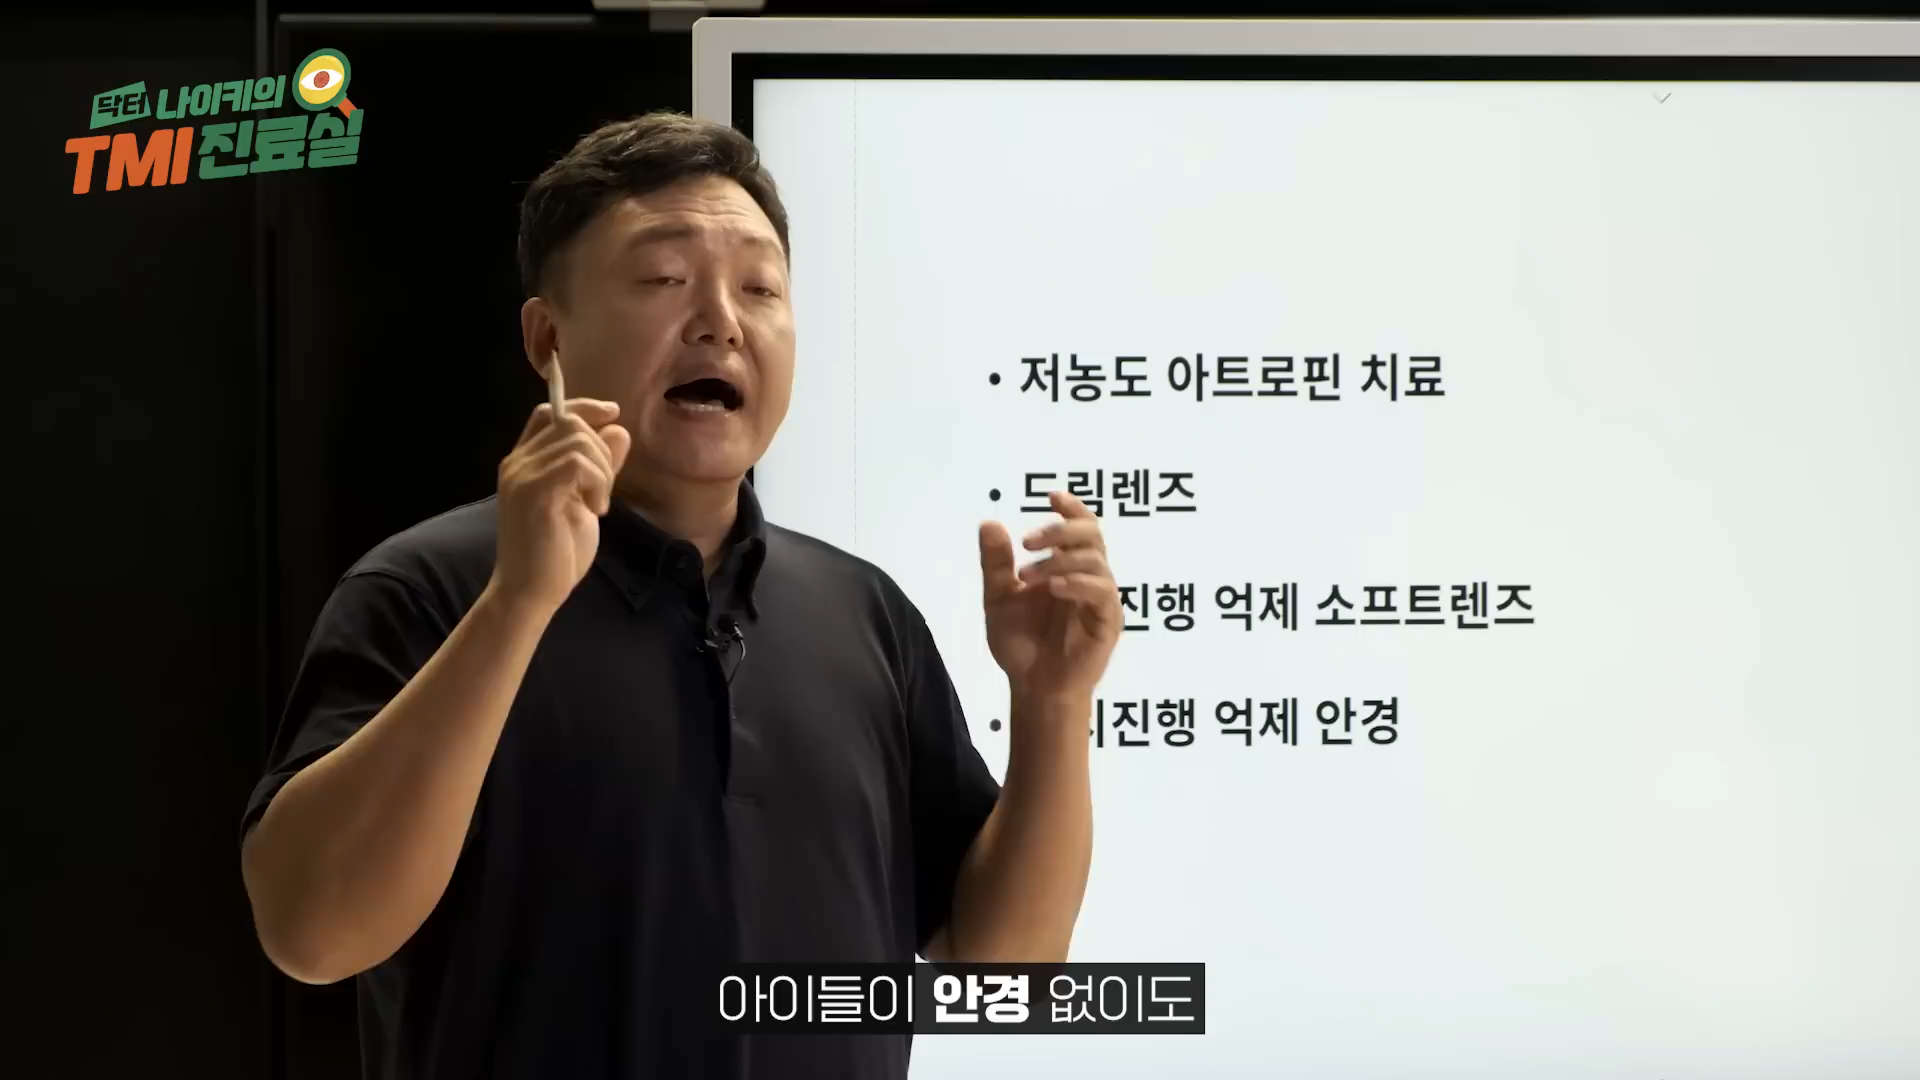 닥터 나이키의
TMI 진료실
• 저농도 아트로핀 치료
• 드림렌즈
진행 억제 소프트렌즈
• 진행 억제 안경
아이들이 안경 없이도